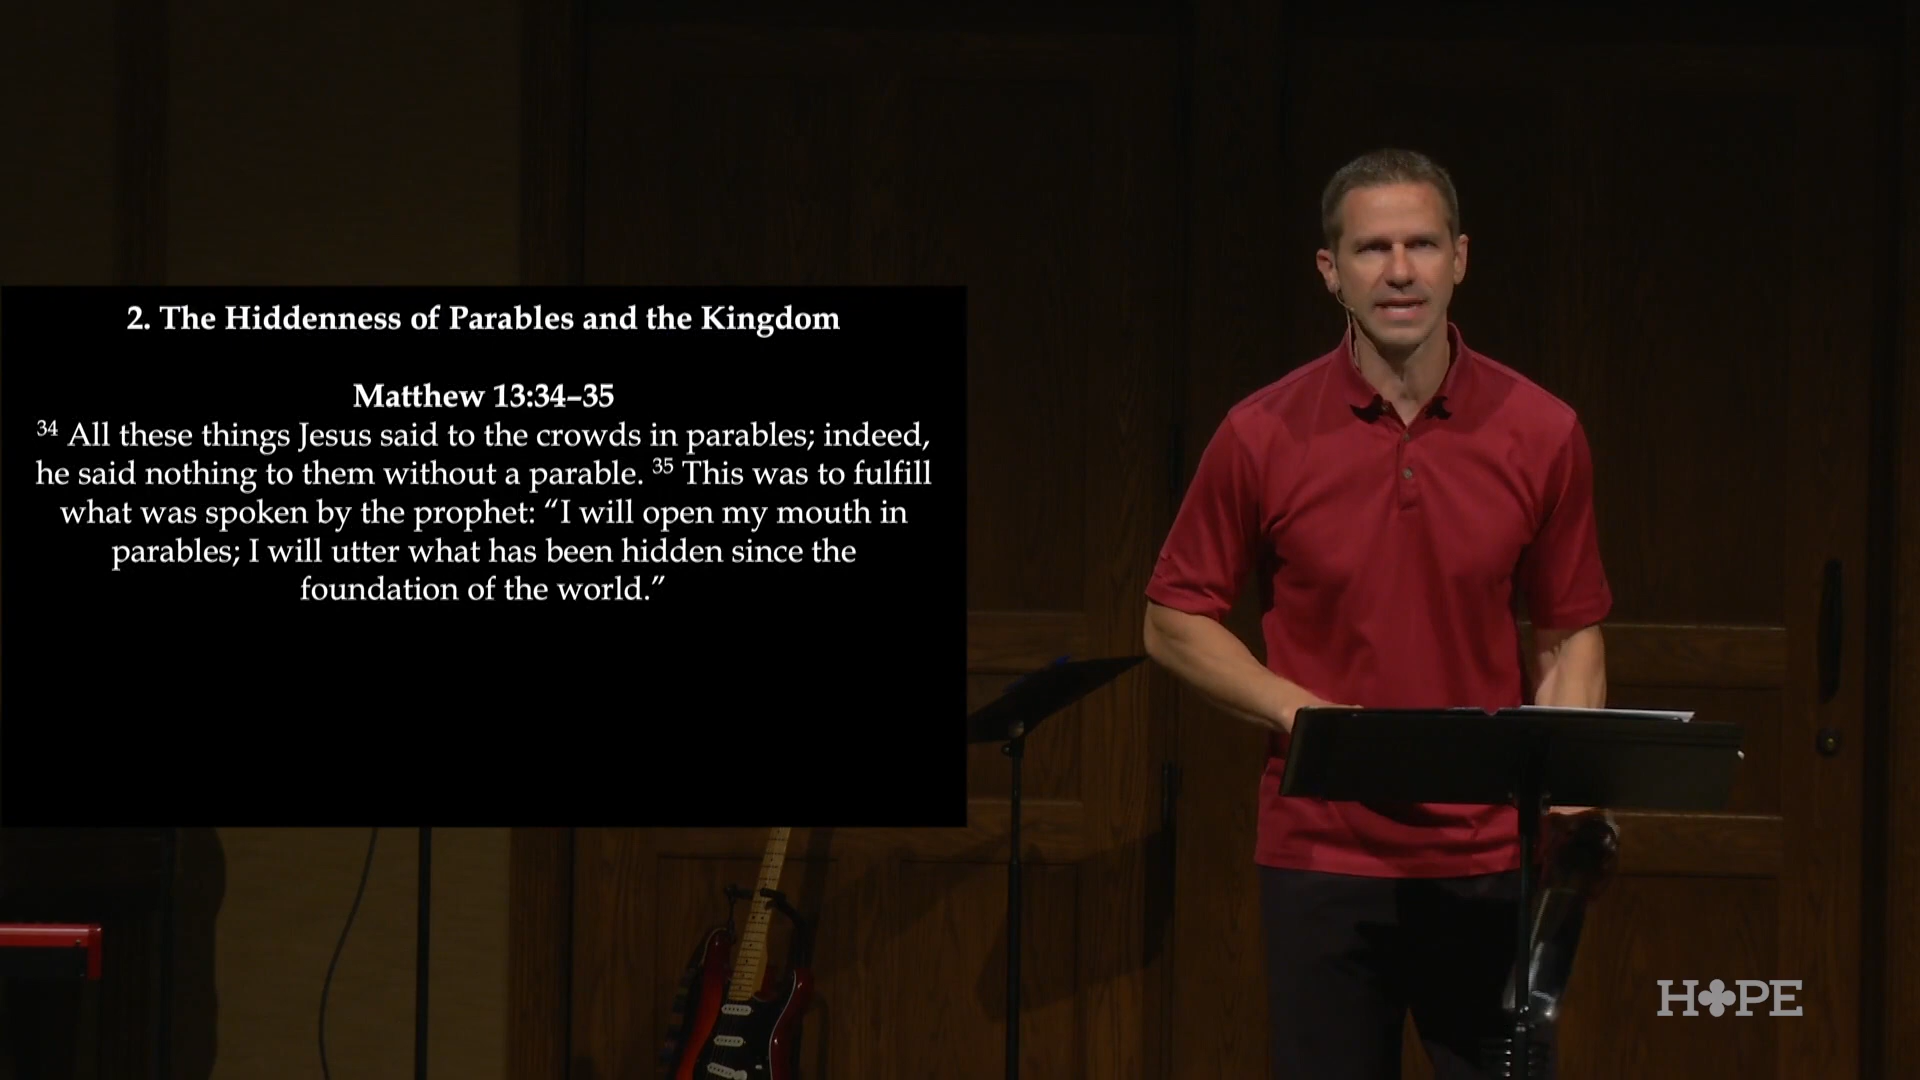 2. The Hiddenness of Parables and the Kingdom
Matthew 13:34–35
34 All these things Jesus said to the crowds in parables; indeed,
he said nothing to them without a parable. 35 This was to fulfill
what was spoken by the prophet: “I will open my mouth in
parables; I will utter what has been hidden since the
foundation of the world.”
HOPE